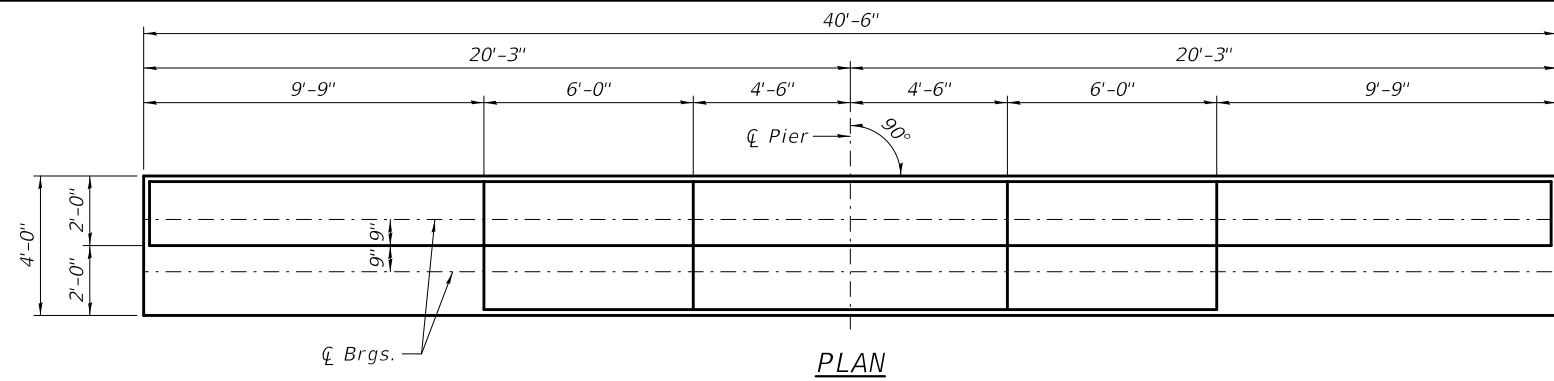 40'-6"
20'-3" 20'-3"
9'-9" 6'-0" 4'-6" 4'-6" 6'-0" 9'-9"
℄ Pier 90°
4'-0" 2'-0" 9"
2'-0" 9"
℄ Brgs.
PLAN